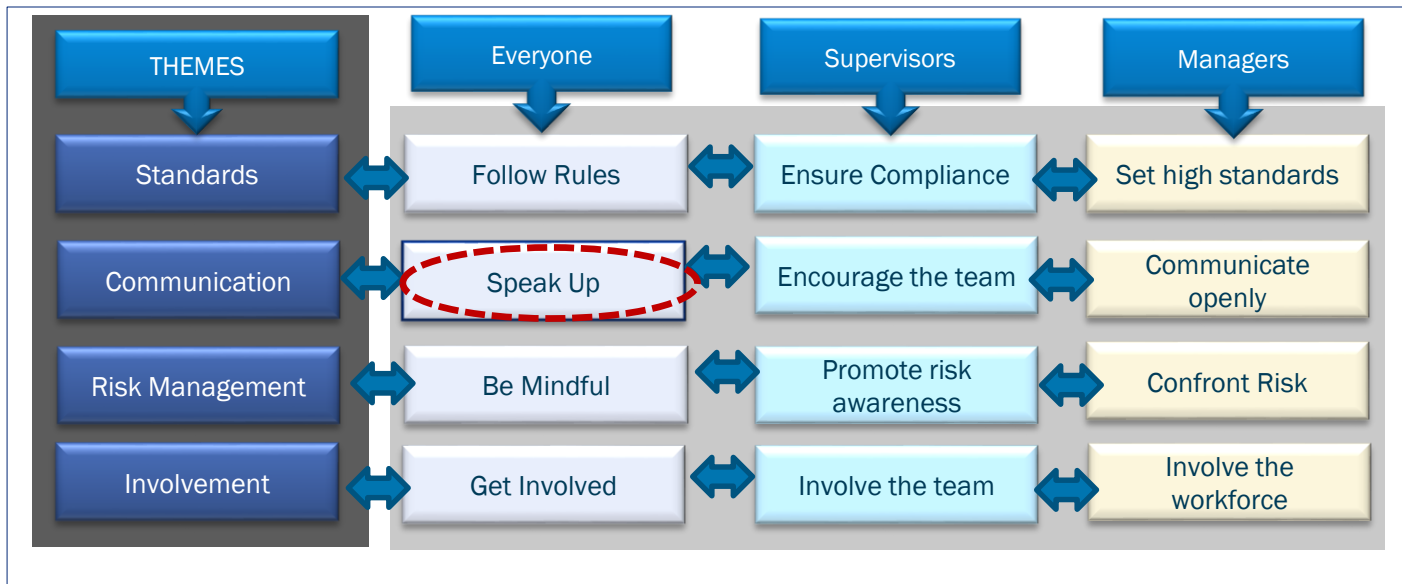 THEMES
Everyone
Supervisors
Managers
Standards
Follow Rules
Ensure Compliance
Set high standards
Communication
Speak Up
Encourage the team
Communicate
openly
Risk Management
Be Mindful
Promote risk
awareness
Confront Risk
Involvement
Get Involved
Involve the team
Involve the
workforce